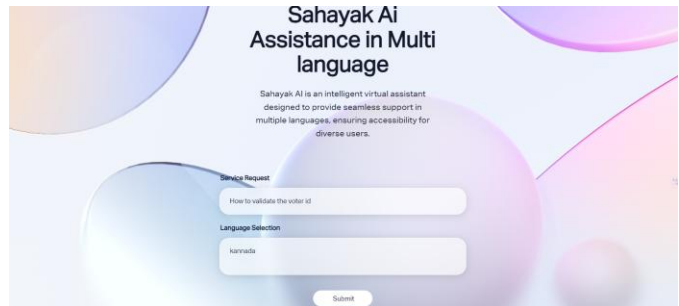 Sahayak Ai
Assistance in Multi
language
Sahayak AI is an intelligent virtual assistant
designed to provide seamless support in
multiple languages, ensuring accessibility for
diverse users.
Service Request
How to validate the voter id
Language Selection
kannada
Submit